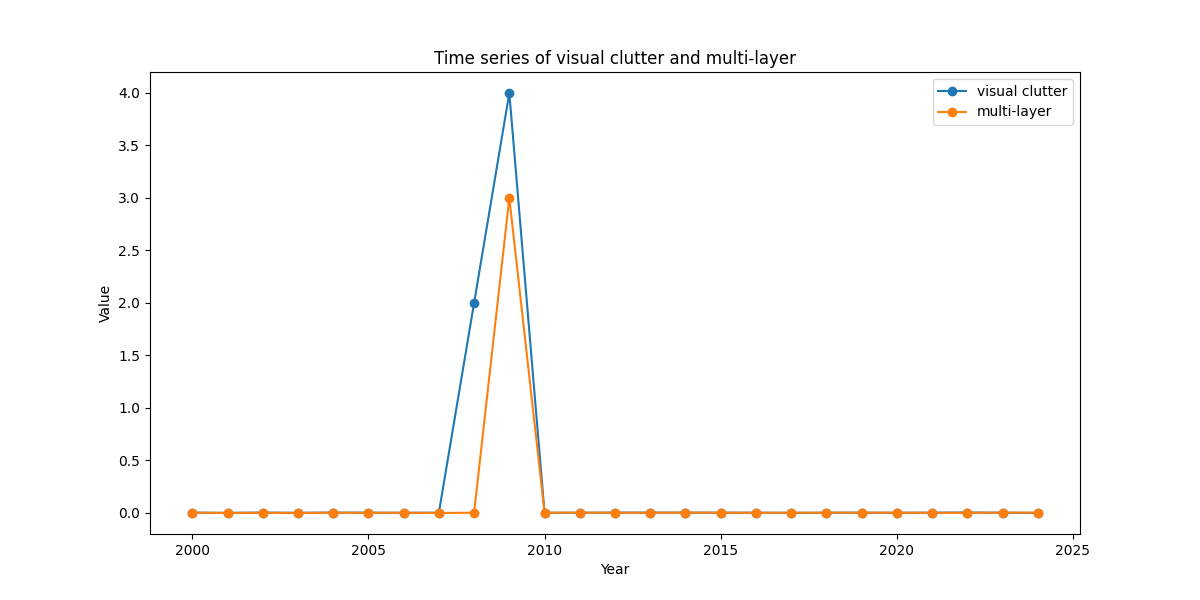 Time series of visual clutter and multi-layer
visual clutter
multi-layer
4.0
3.5
3.0
2.5
2.0
1.5
1.0
0.5
0.0
Value
2000 2005 2010 2015 2020 2025
Year